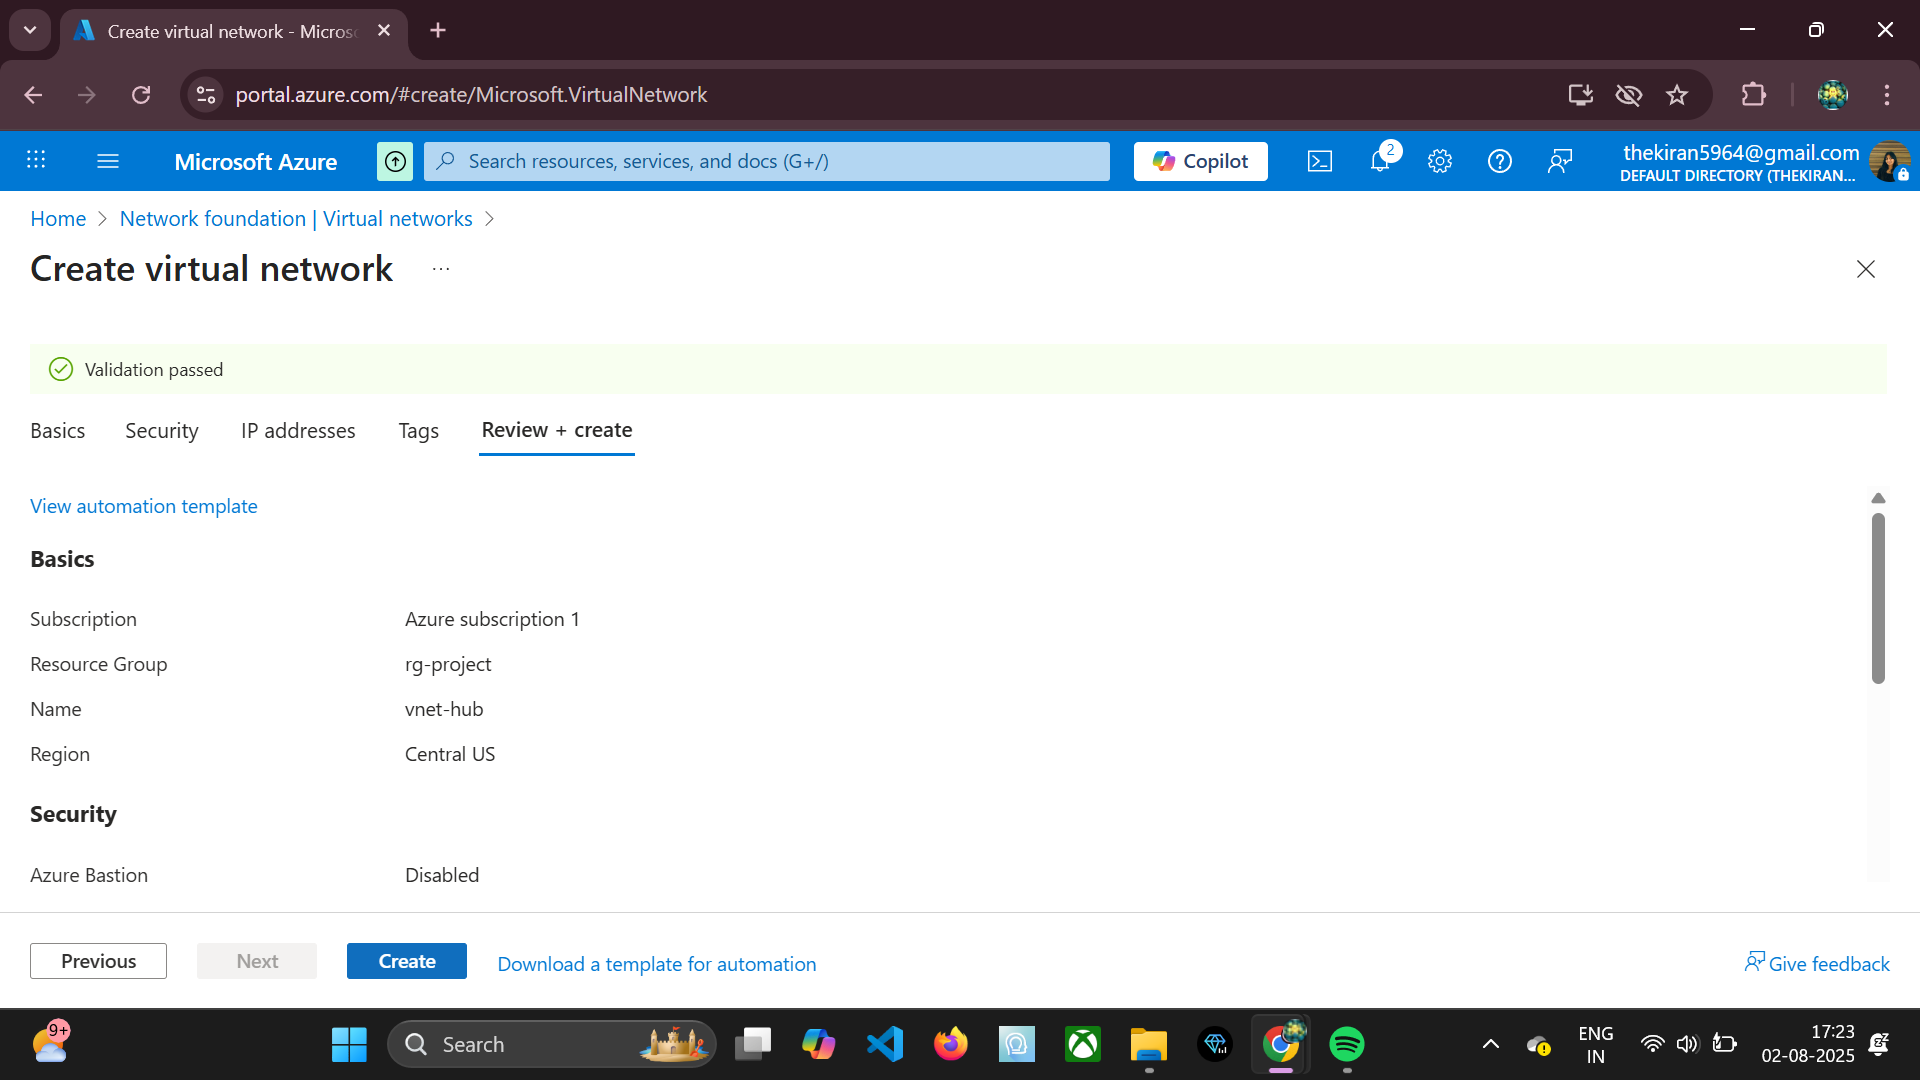 Create virtual network - Micros
portal.azure.com/#create/Microsoft.VirtualNetwork
Microsoft Azure
Search resources, services, and docs (G+/)
Copilot
2
thekiran5964@gmail.com
DEFAULT DIRECTORY (THEKIRAN...
Home
Network foundation | Virtual networks
Create virtual network
...
Validation passed
Basics
Security
IP addresses
Tags
Review + create
View automation template
Basics
Subscription
Azure subscription 1
Resource Group
rg-project
Name
vnet-hub
Region
Central US
Security
Azure Bastion
Disabled
Previous
Next
Create
Download a template for automation
Give feedback
9+
Search
ENG
IN
17:23
02-08-2025